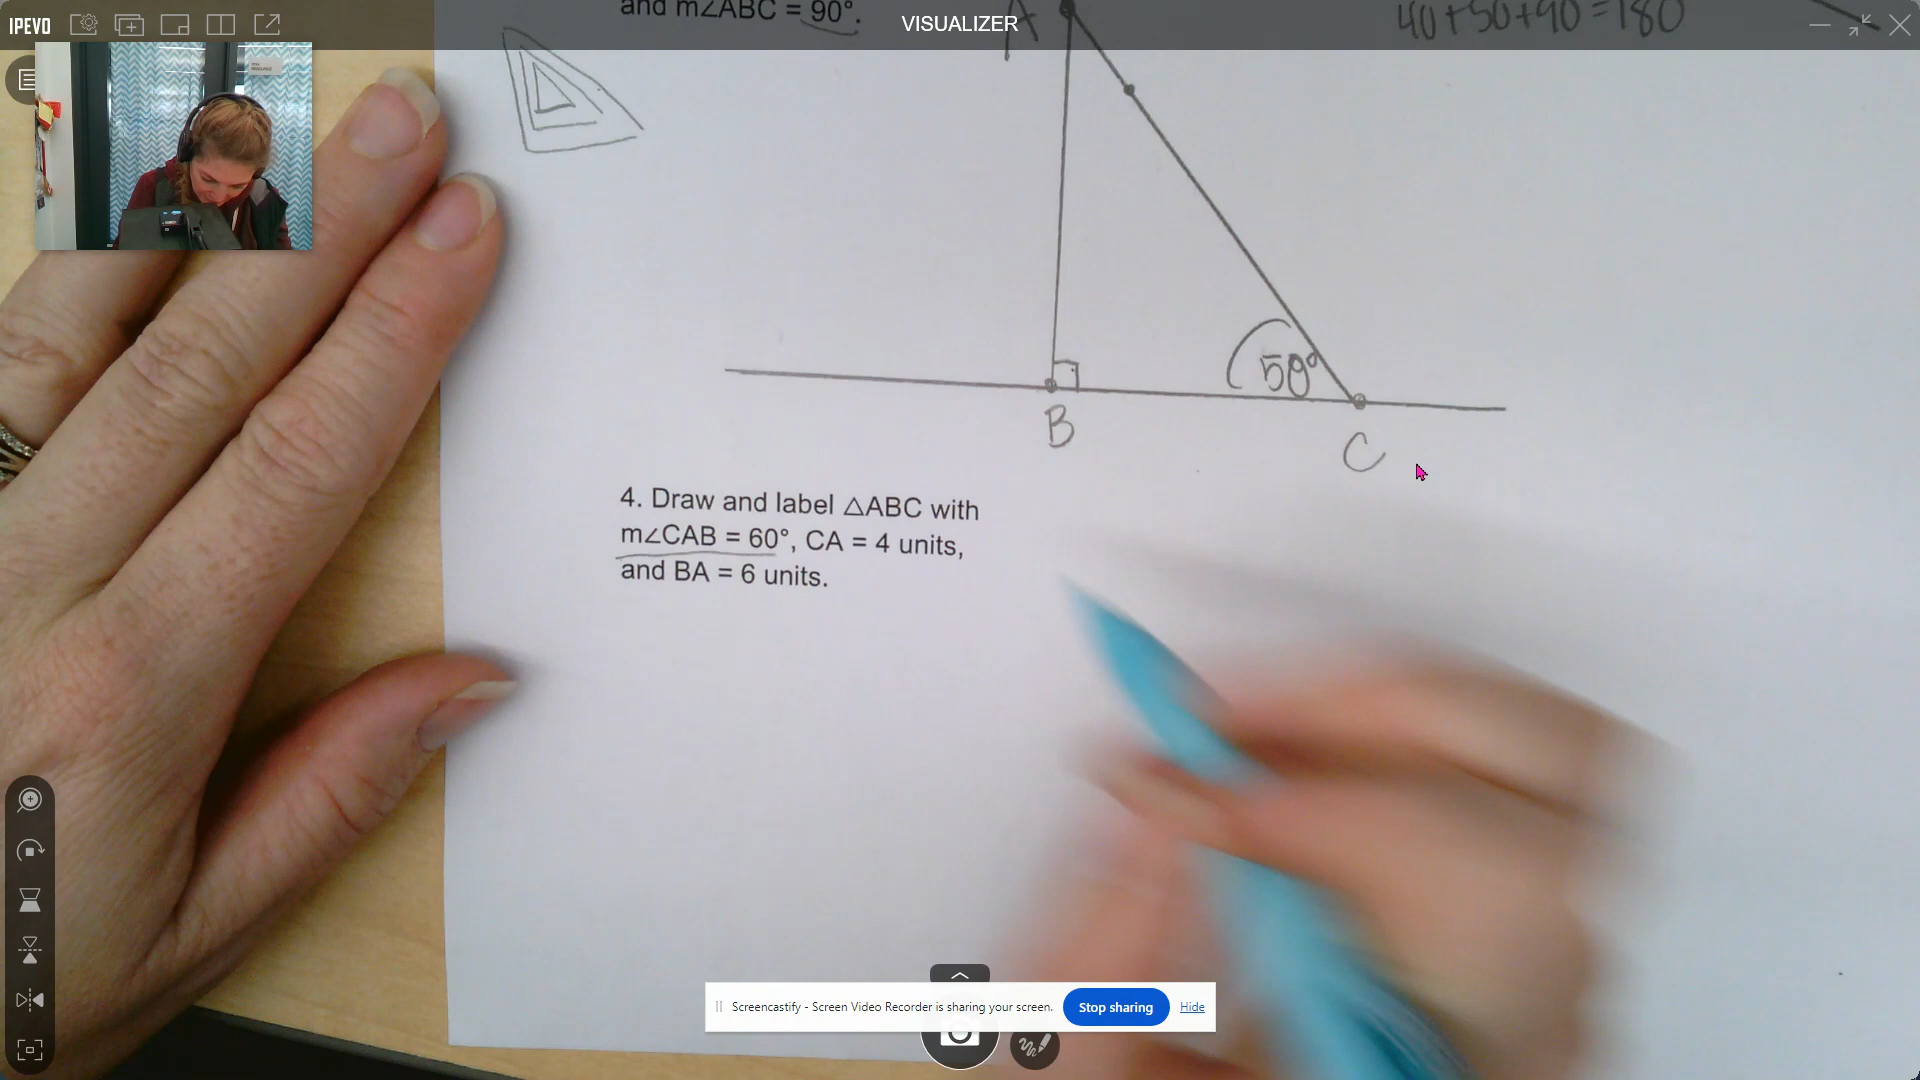 IPEVO
VISUALIZER
and m∠ABC = 90°.
A
40+50+90=180
50°
B
C
4. Draw and label △ABC with
m∠CAB = 60°, CA = 4 units,
and BA = 6 units.
Screencastify - Screen Video Recorder is sharing your screen.
Stop sharing
Hide